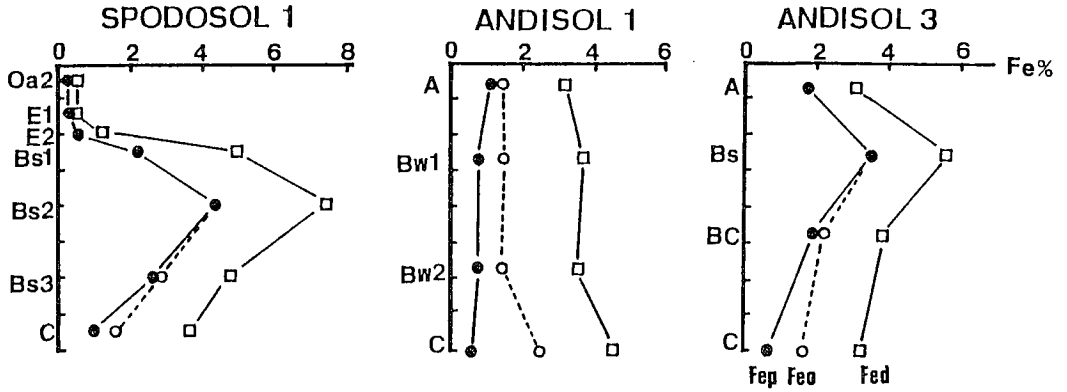 SPODOSOL 1
0 2 4 6 8
Oa2
E1
E2
Bs1
Bs2
Bs3
C
ANDISOL 1
0 2 4 6
A
Bw1
Bw2
C
ANDISOL 3
0 2 4 6
Fe%
A
Bs
BC
C
Fep Feo Fed